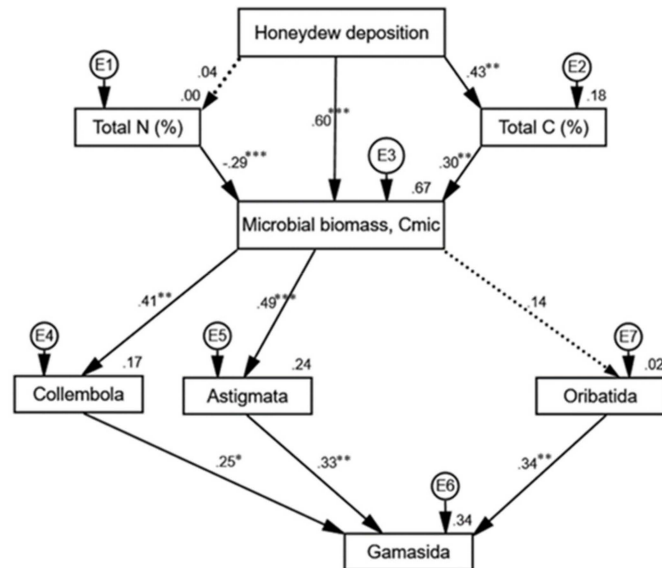 Honeydew deposition
E1
.04
.43**
E2
.00
.18
Total N (%)
.60***
Total C (%)
-.29***
E3
.30**
.67
Microbial biomass, Cmic
.41**
.49***
.14
E4
E5
E7
.17
.24
.02
Collembola
Astigmata
Oribatida
.25*
.33**
.34**
E6
.34
Gamasida